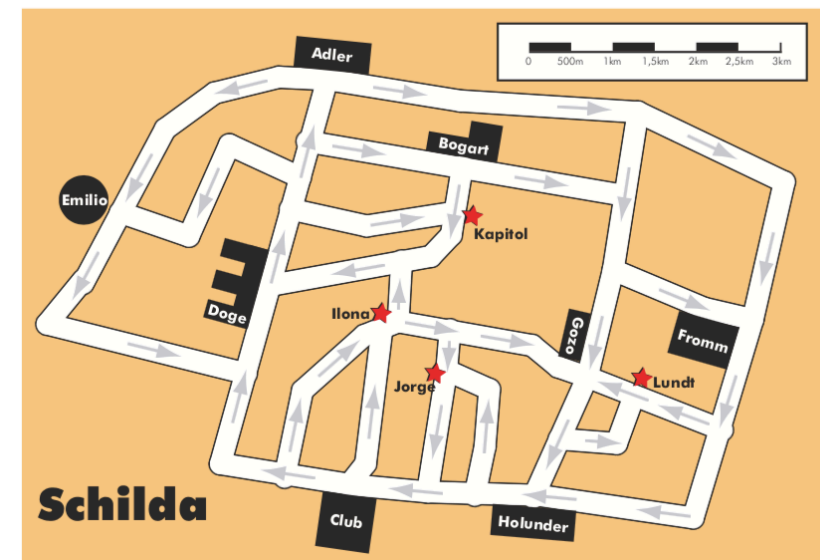 Adler
0 500m 1km 1,5km 2km 2,5km 3km
Bogart
Emilio
Kapitol
Doge
Ilona
Gozo
Fromm
Jorge
Lundt
Schilda
Club
Holunder